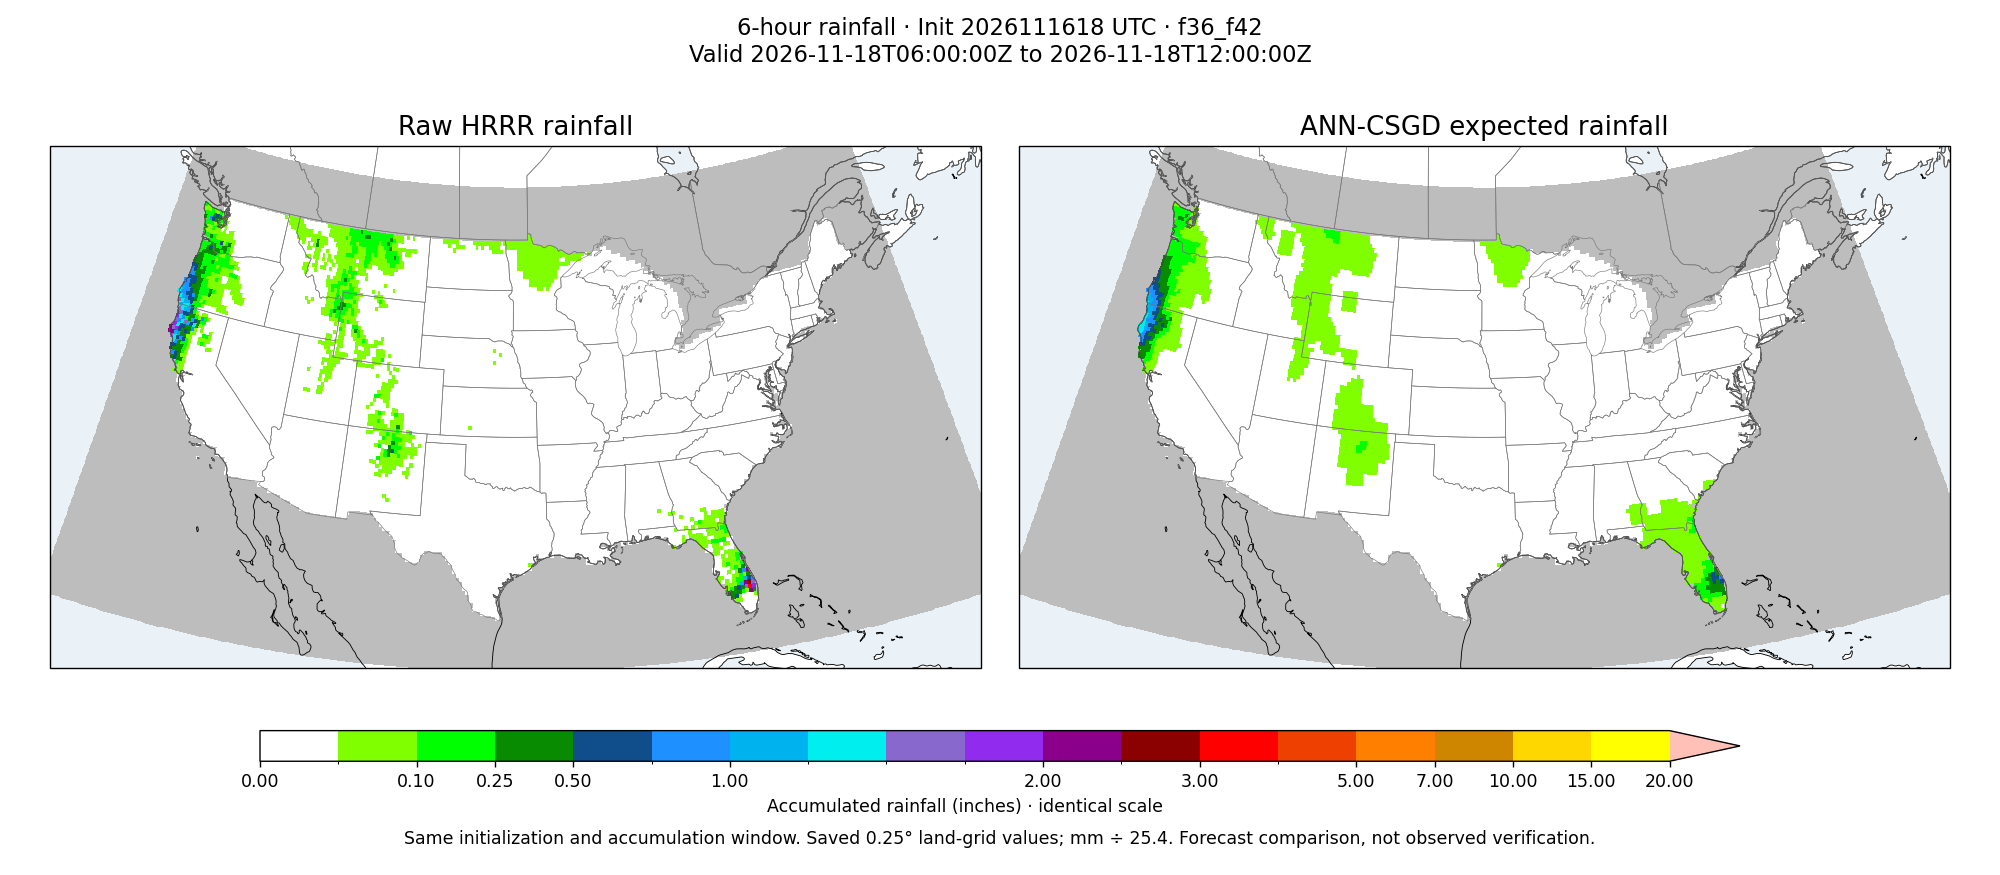 6-hour rainfall · Init 2026111618 UTC · f36_f42
Valid 2026-11-18T06:00:00Z to 2026-11-18T12:00:00Z
Raw HRRR rainfall
ANN-CSGD expected rainfall
0.00 0.10 0.25 0.50 1.00 2.00 3.00 5.00 7.00 10.00 15.00 20.00
Accumulated rainfall (inches) · identical scale
Same initialization and accumulation window. Saved 0.25° land-grid values; mm ÷ 25.4. Forecast comparison, not observed verification.